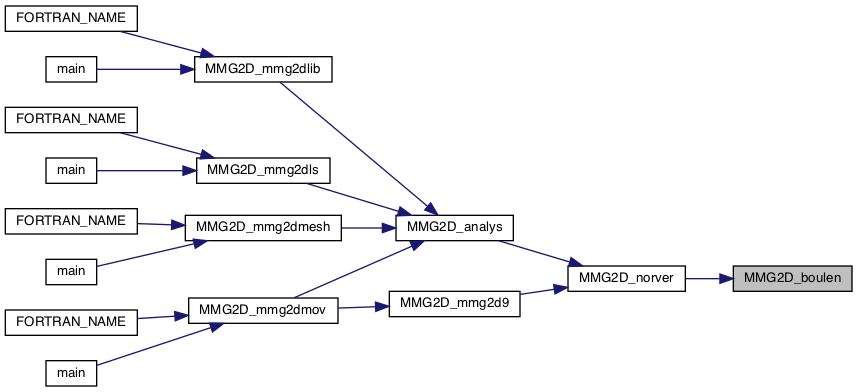 FORTRAN_NAME
main
MMG2D_mmg2dlib
FORTRAN_NAME
main
MMG2D_mmg2dls
FORTRAN_NAME
main
MMG2D_mmg2dmesh
MMG2D_analys
MMG2D_norver
MMG2D_boulen
MMG2D_mmg2d9
MMG2D_mmg2dmov
FORTRAN_NAME
main